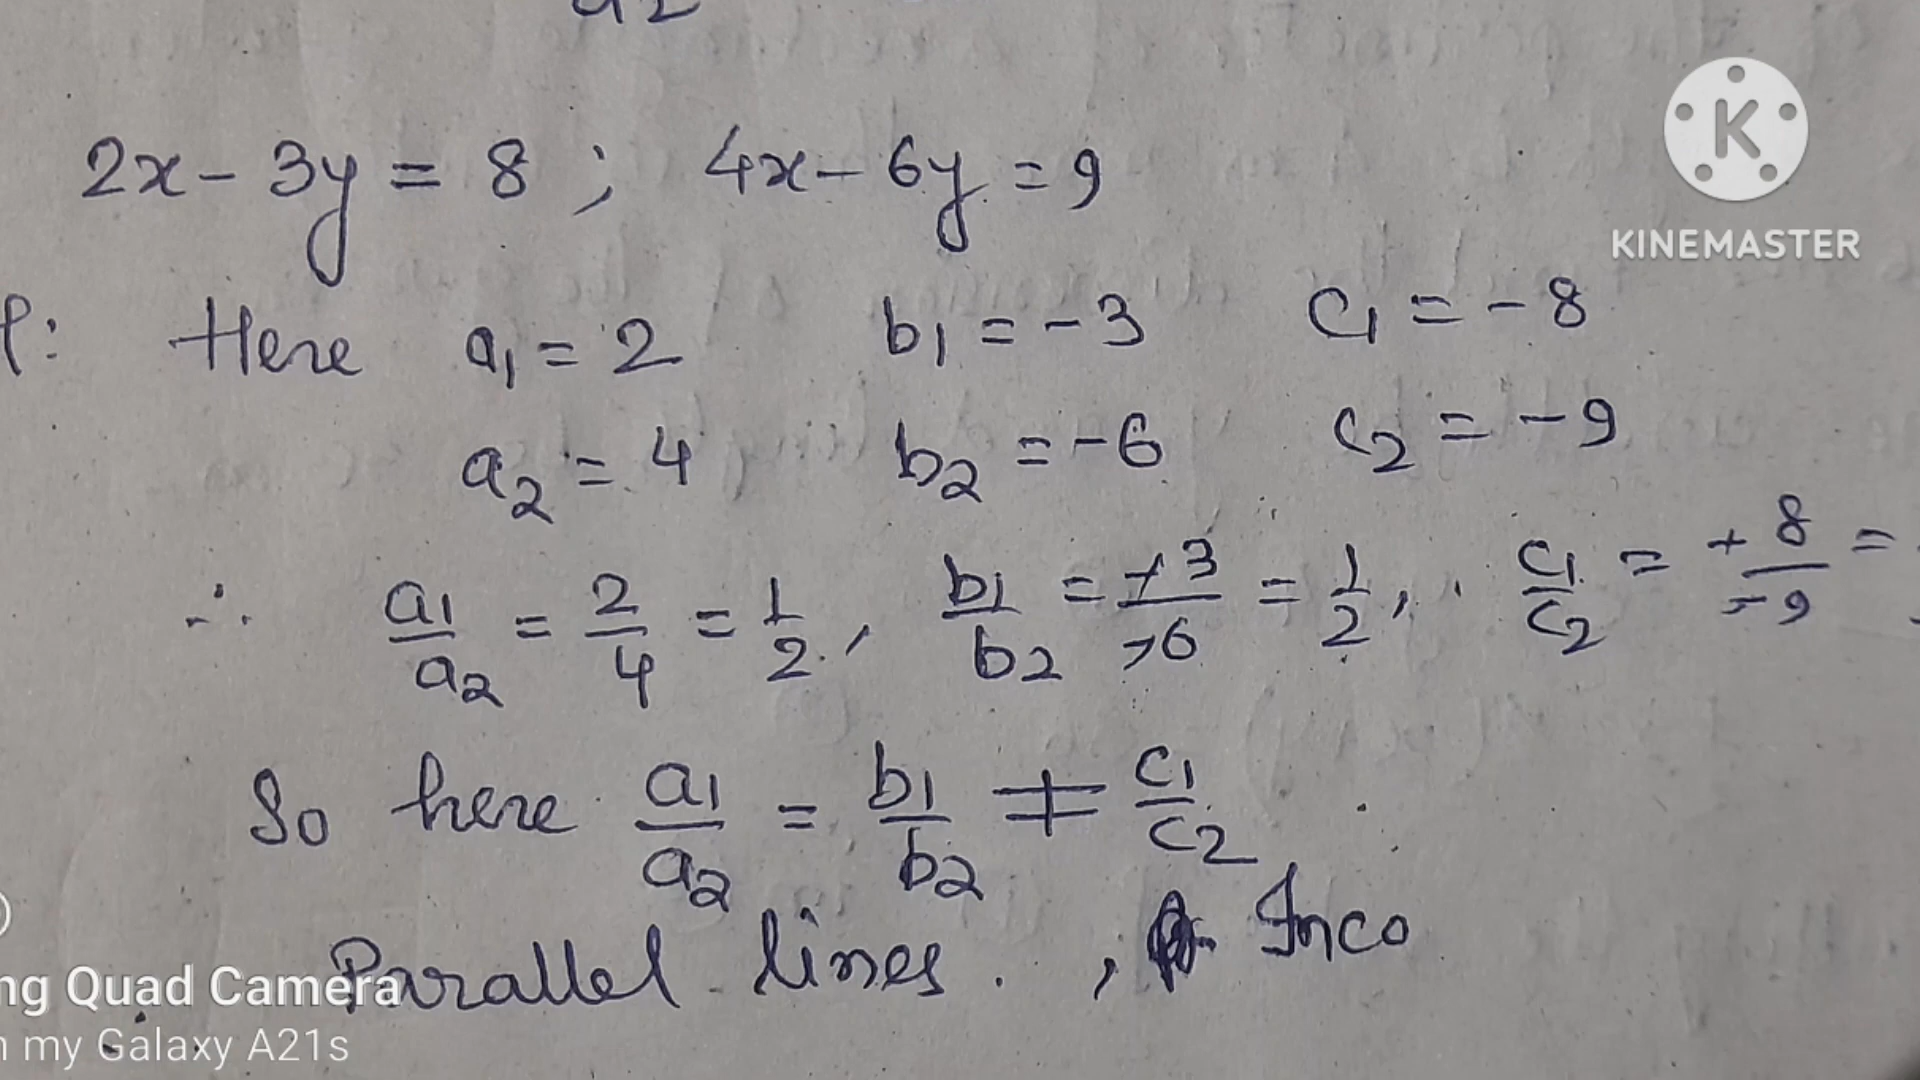 2x - 3y = 8 ; 4x - 6y = 9
KINEMASTER
Here a1 = 2 b1 = -3 c1 = -8
a2 = 4 b2 = -6 c2 = -9
∴ a1/a2 = 2/4 = 1/2, b1/b2 = -3/-6 = 1/2, c1/c2 = -8/-9 =
So here a1/a2 = b1/b2 ≠ c1/c2
Parallel lines. , Inco
ng Quad Camera
my Galaxy A21s